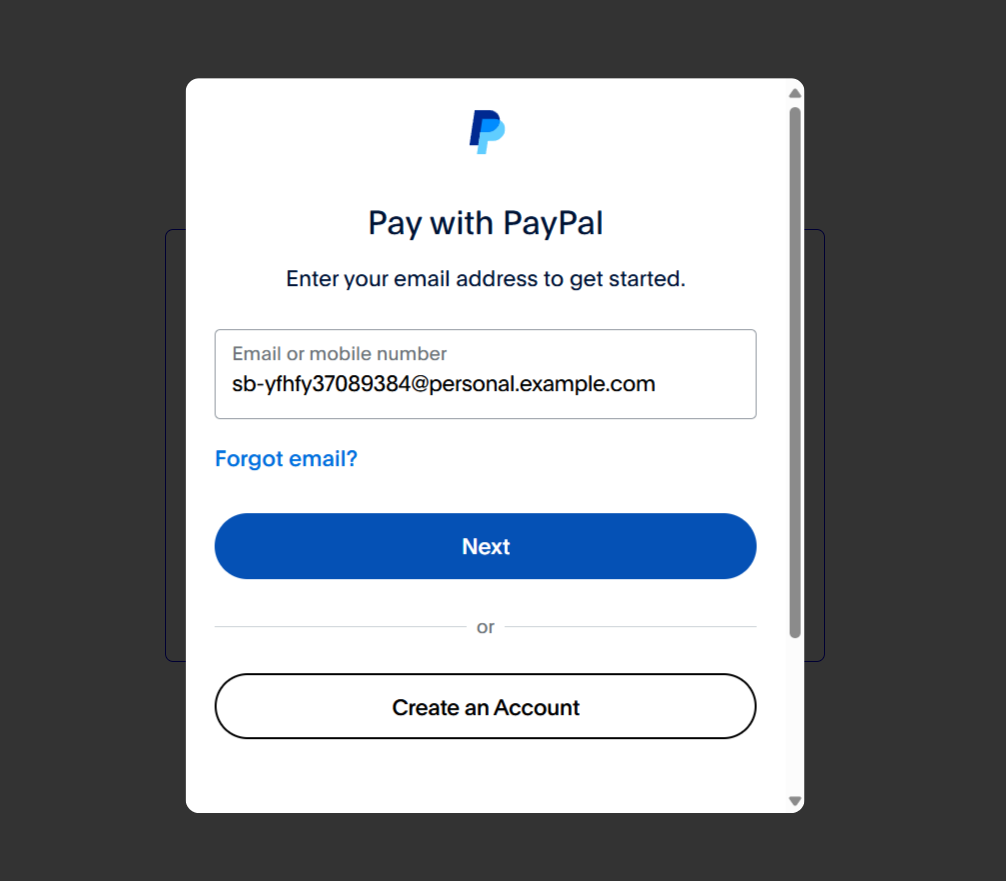 Pay with PayPal
Enter your email address to get started.
Email or mobile number
sb-yfhfy37089384@personal.example.com
Forgot email?
Next
or
Create an Account